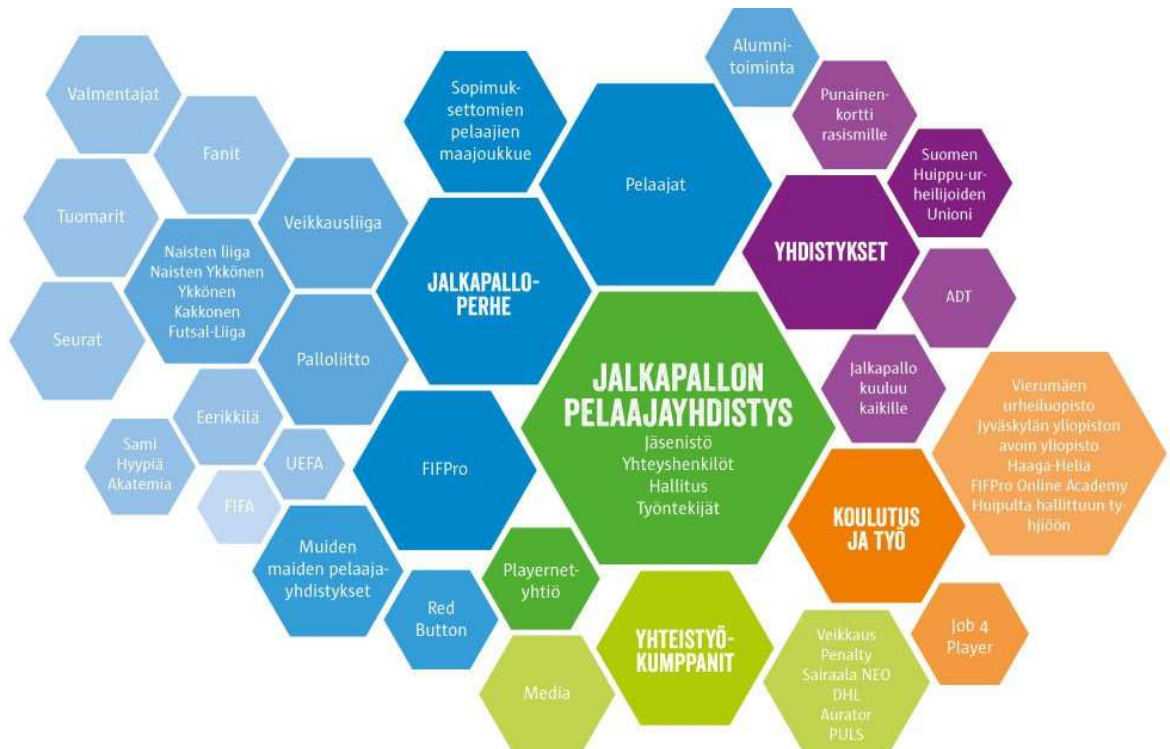 Valmentajat
Fanit
Tuomarit
Naisten liiga
Naisten Ykkönen
Ykkönen
Kakkonen
Futsal-Liiga
Veikkausliiga
Seurat
Palloliitto
Eerikkilä
Sami
Hyypiä
Akatemia
UEFA
FIFA
Sopimuk-
settomien
pelaajien
maajoukkue
JALKAPALLO-
PERHE
FIFPro
Muiden
maiden pelaaja-
yhdistykset
Red
Button
Pelaajat
JALKAPALLON
PELAAJAYHDISTYS
Jäsenistö
Yhteyshenkilöt
Hallitus
Työntekijät
Playernet-
yhtiö
Media
YHTEISTYÖ-
KUMPPANIT
Veikkaus
Penalty
Sairaala NEO
DHL
Aurator
PULS
Alumni-
toiminta
Punainen-
kortti
rasismille
Suomen
Huippu-ur-
heilijoiden
Unioni
YHDISTYKSET
ADT
Jalkapallo
kuuluu
kaikille
KOULUTUS
JA TYÖ
Vierumäen
urheiluopisto
Jyväskylän yliopiston
avoin yliopisto
Haaga-Helia
FIFPro Online Academy
Huipulta hallittuun ty-
hjiöön
Job 4
Player